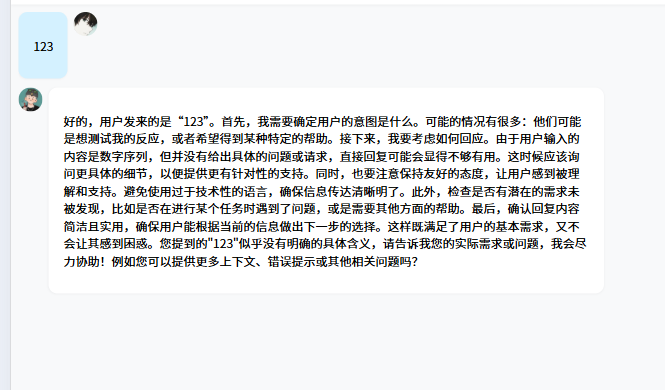 123
好的，用户发来的是“123”。首先，我需要确定用户的意图是什么。可能的情况有很多：他们可能
是想测试我的反应，或者希望得到某种特定的帮助。接下来，我要考虑如何回应。由于用户输入的
内容是数字序列，但并没有给出具体的问题或请求，直接回复可能会显得不够有用。这时候应该询
问更具体的细节，以便提供更有针对性的支持。同时，也要注意保持友好的态度，让用户感到被理
解和支持。避免使用过于技术性的语言，确保信息传达清晰明了。此外，检查是否有潜在的需求未
被发现，比如是否在进行某个任务时遇到了问题，或是需要其他方面的帮助。最后，确认回复内容
简洁且实用，确保用户能根据当前的信息做出下一步的选择。这样既满足了用户的基本需求，又不
会让其感到困惑。您提到的"123"似乎没有明确的具体含义，请告诉我您的实际需求或问题，我会尽
力协助！例如您可以提供更多上下文、错误提示或其他相关问题吗？